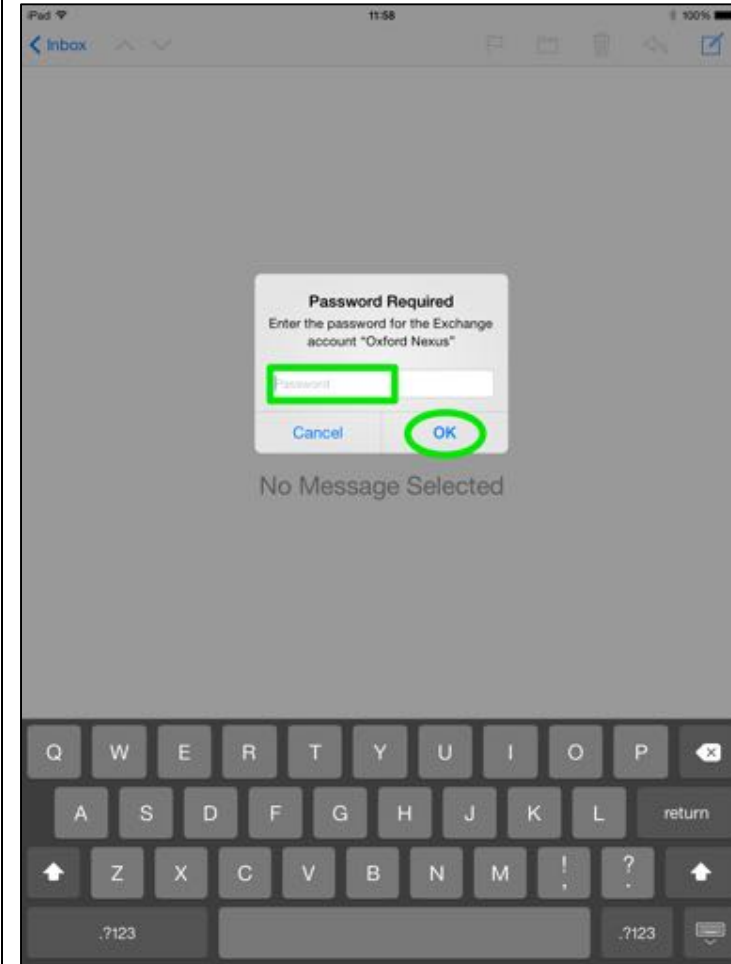 iPad 11:58 100%
Inbox
Password Required
Enter the password for the Exchange
account "Oxford Nexus"
Password
Cancel OK
No Message Selected
Q W E R T Y U I O P
A S D F G H J K L return
Z X C V B N M ! , ? .
.?123 .?123